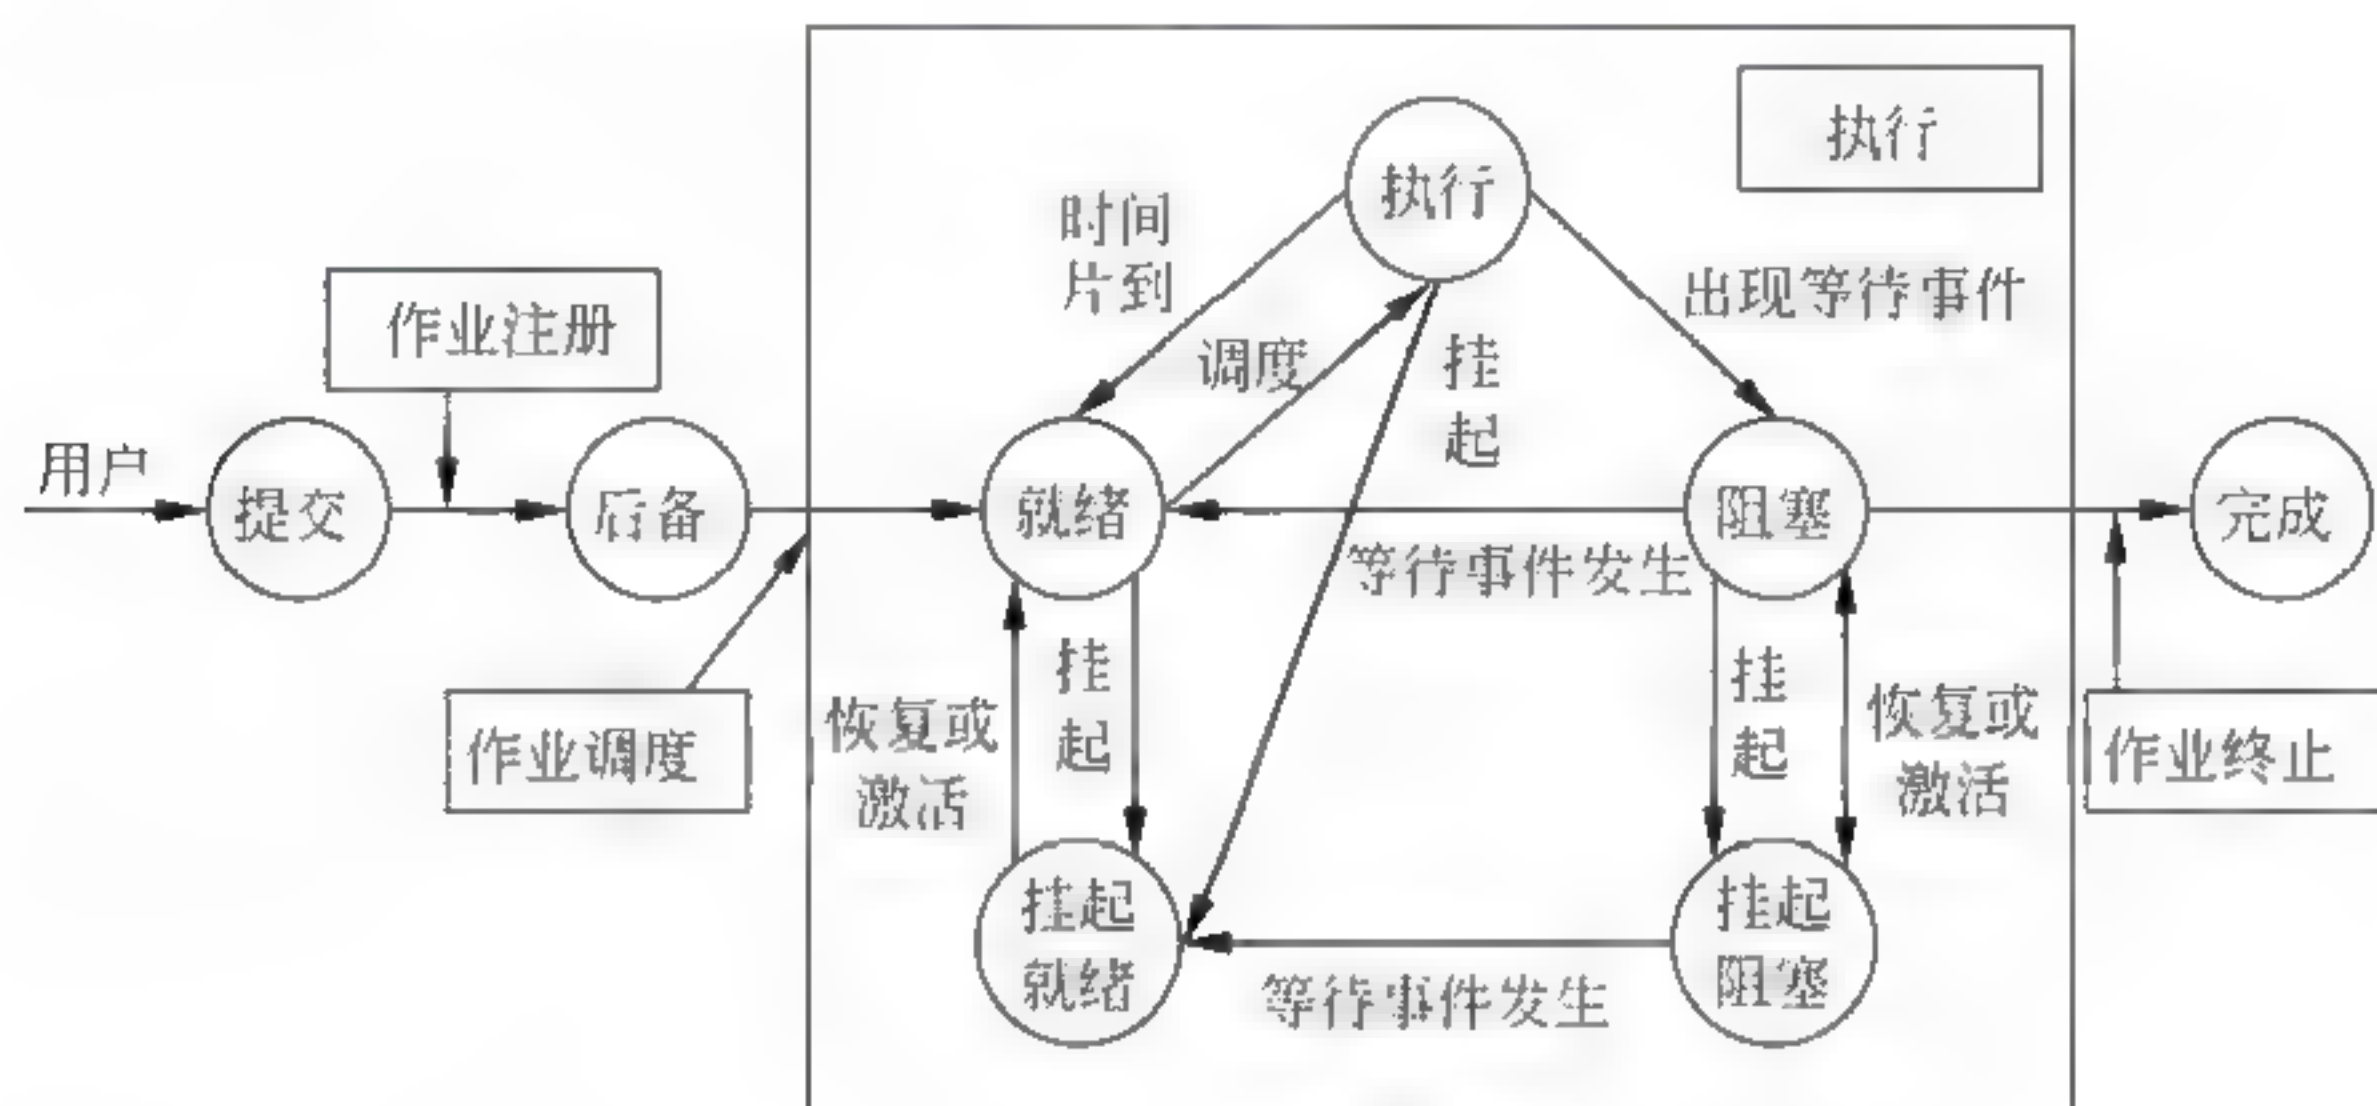 执行
执行
时间
片到
出现等待事件
作业注册
调度
挂
起
用户
提交
后备
就绪
阻塞
完成
等待事件发生
挂
起
挂
起
恢复或
激活
恢复或
激活
作业调度
作业终止
挂起
就绪
挂起
阻塞
等待事件发生